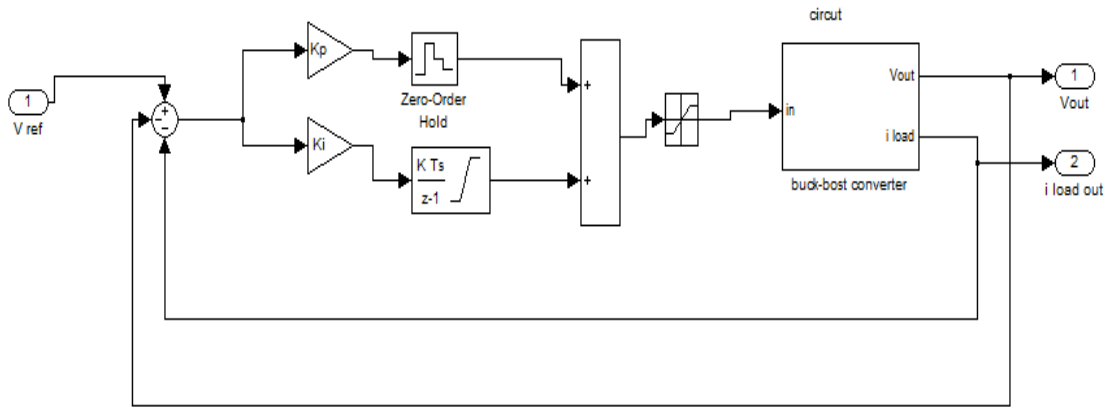 circut
Kp
Zero-Order
Hold
1
V ref
+
−
−
Ki
K Ts
z-1
+
+
in
Vout
i load
buck-bost converter
1
Vout
2
i load out